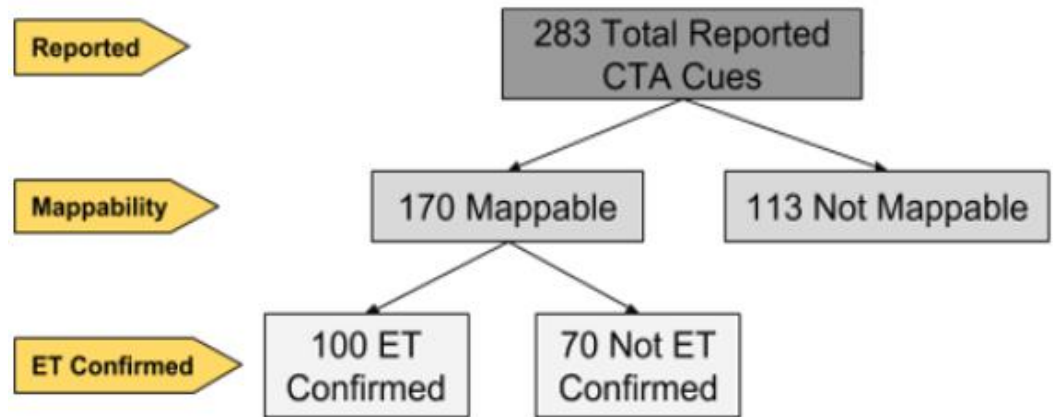 Reported
283 Total Reported
CTA Cues
Mappability
170 Mappable
113 Not Mappable
ET Confirmed
100 ET
Confirmed
70 Not ET
Confirmed